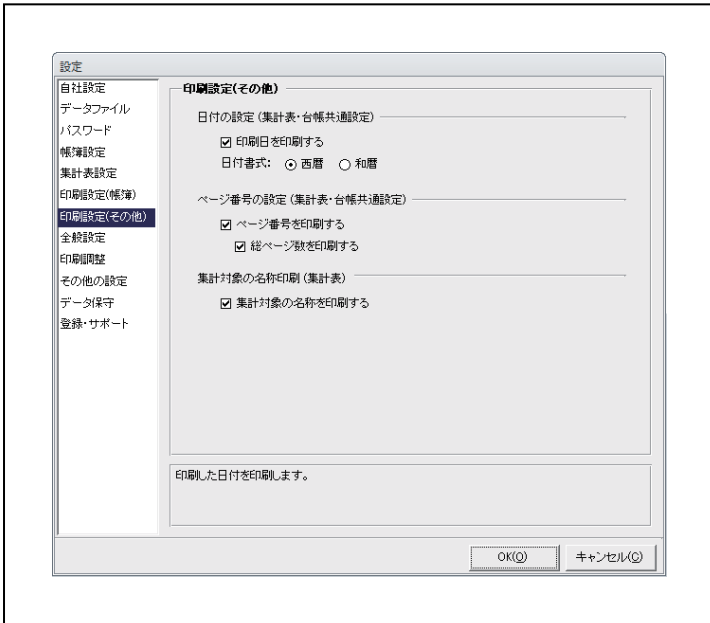 設定
自社設定
データファイル
パスワード
帳簿設定
集計表設定
印刷設定(帳簿)
印刷設定(その他)
全般設定
印刷調整
その他の設定
データ保守
登録・サポート
印刷設定(その他)
日付の設定(集計表・台帳共通設定)
印刷日を印刷する
日付書式: 西暦 和暦
ページ番号の設定(集計表・台帳共通設定)
ページ番号を印刷する
総ページ数を印刷する
集計対象の名称印刷(集計表)
集計対象の名称を印刷する
印刷した日付を印刷します。
OK(O) キャンセル(C)